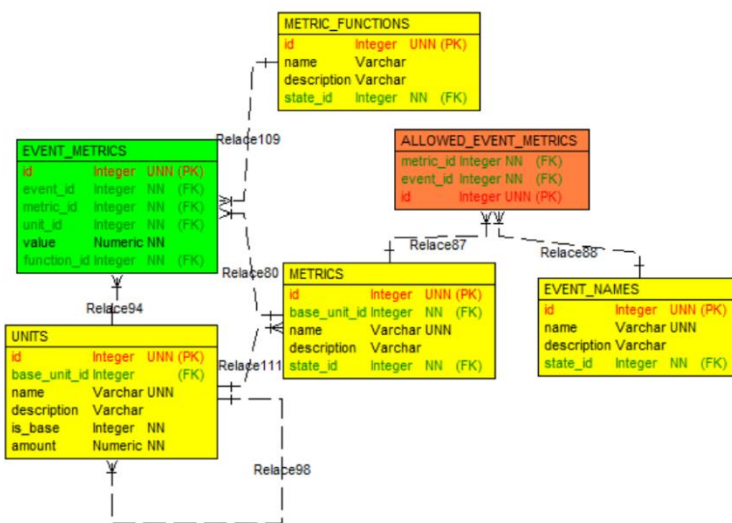 METRIC_FUNCTIONS
id Integer UNN (PK)
name Varchar
description Varchar
state_id Integer NN (FK)
Relace109
EVENT_METRICS
id Integer UNN (PK)
event_id Integer NN (FK)
metric_id Integer NN (FK)
unit_id Integer NN (FK)
value Numeric NN
function_id Integer NN (FK)
ALLOWED_EVENT_METRICS
metric_id Integer NN (FK)
event_id Integer NN (FK)
id Integer UNN (PK)
Relace87
Relace88
Relace80
Relace94
METRICS
id Integer UNN (PK)
base_unit_id Integer NN (FK)
name Varchar UNN
description Varchar
state_id Integer NN (FK)
EVENT_NAMES
id Integer UNN (PK)
name Varchar UNN
description Varchar
state_id Integer NN (FK)
UNITS
id Integer UNN (PK)
base_unit_id Integer (FK)
name Varchar UNN
description Varchar
is_base Integer NN
amount Numeric NN
Relace111
Relace98